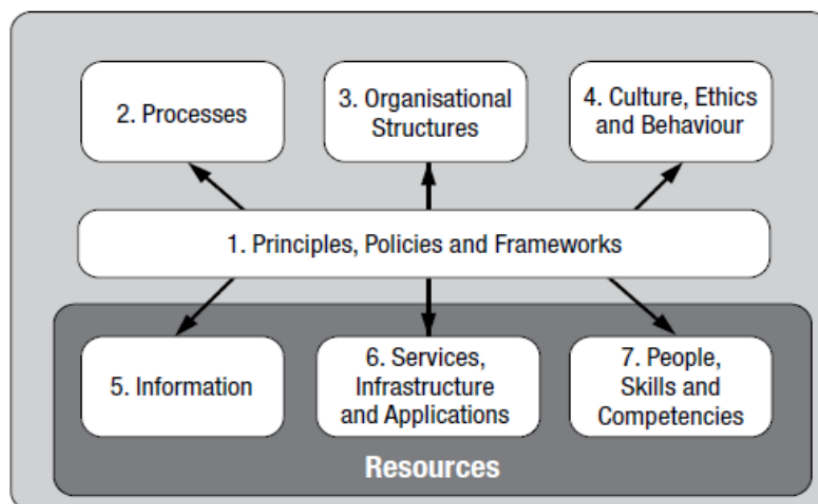 2. Processes
3. Organisational
Structures
4. Culture, Ethics
and Behaviour
1. Principles, Policies and Frameworks
5. Information
6. Services,
Infrastructure
and Applications
7. People,
Skills and
Competencies
Resources